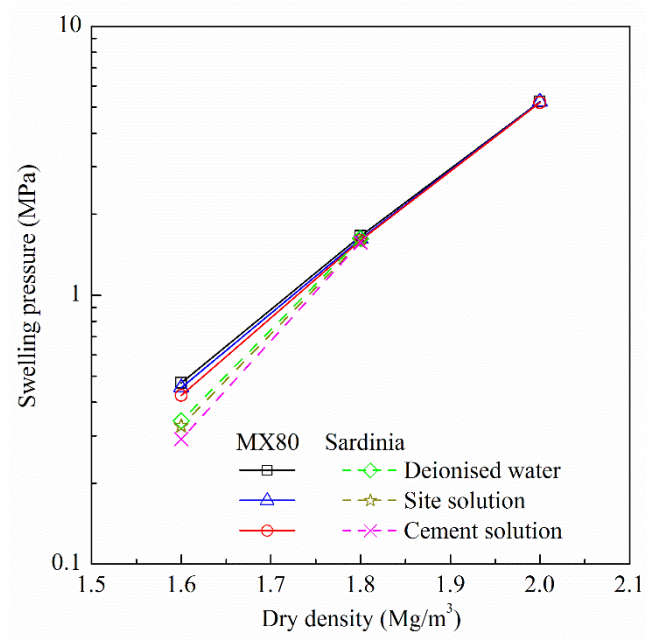 10
1
0.1
Swelling pressure (MPa)
MX80 Sardinia
Deionised water
Site solution
Cement solution
1.5 1.6 1.7 1.8 1.9 2.0 2.1
Dry density (Mg/m³)